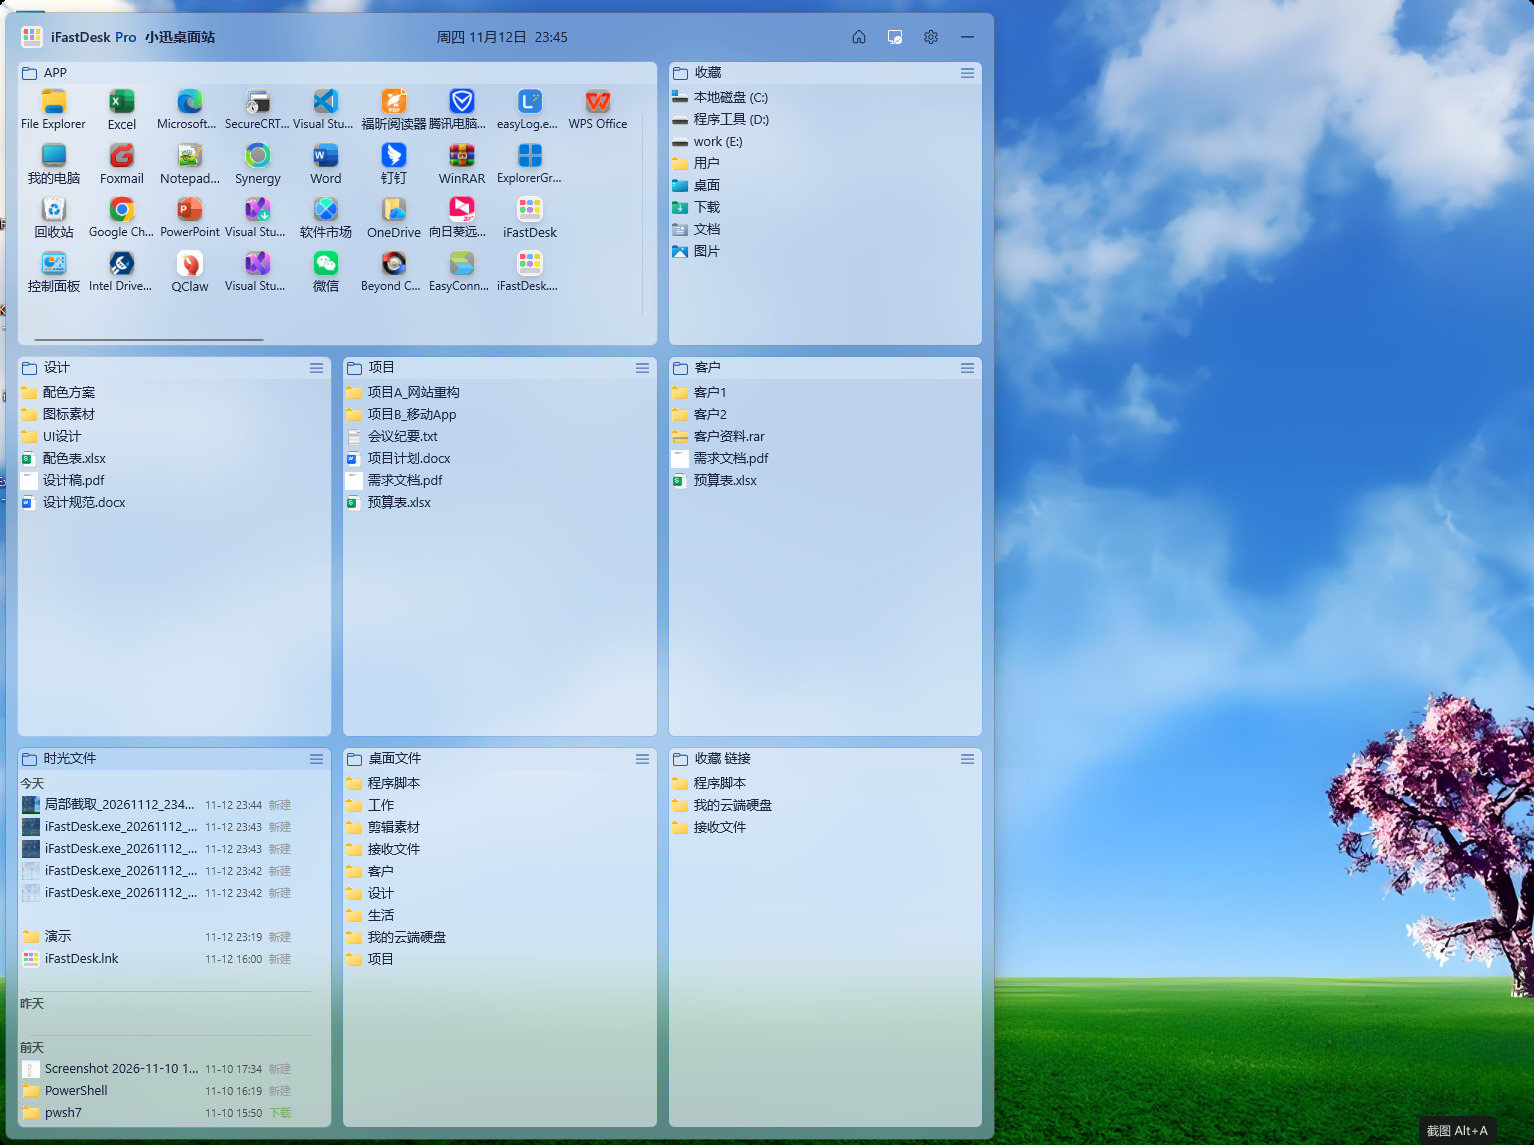 iFastDesk Pro 小迅桌面站
周四 11月12日 23:45
APP
File Explorer Excel Microsoft... SecureCRT... Visual Stu... 福昕阅读器 腾讯电脑... easyLog.e... WPS Office
我的电脑 Foxmail Notepad... Synergy Word 钉钉 WinRAR ExplorerGr...
回收站 Google Ch... PowerPoint Visual Stu... 软件市场 OneDrive 向日葵远... iFastDesk
控制面板 Intel Drive... QClaw Visual Stu... 微信 Beyond C... EasyConn... iFastDesk....
收藏
本地磁盘 (C:)
程序工具 (D:)
work (E:)
用户
桌面
下载
文档
图片
设计
配色方案
图标素材
UI设计
配色表.xlsx
设计稿.pdf
设计规范.docx
项目
项目A_网站重构
项目B_移动App
会议纪要.txt
项目计划.docx
需求文档.pdf
预算表.xlsx
客户
客户1
客户2
客户资料.rar
需求文档.pdf
预算表.xlsx
时光文件
今天
局部截取_20261112_234... 11-12 23:44 新建
iFastDesk.exe_20261112_... 11-12 23:43 新建
iFastDesk.exe_20261112_... 11-12 23:43 新建
iFastDesk.exe_20261112_... 11-12 23:42 新建
iFastDesk.exe_20261112_... 11-12 23:42 新建
演示 11-12 23:19 新建
iFastDesk.lnk 11-12 16:00 新建
昨天
前天
Screenshot 2026-11-10 1... 11-10 17:34 新建
PowerShell 11-10 16:19 新建
pwsh7 11-10 15:50 下载
桌面文件
程序脚本
工作
剪辑素材
接收文件
客户
设计
生活
我的云端硬盘
项目
收藏 链接
程序脚本
我的云端硬盘
接收文件
截图 Alt+A